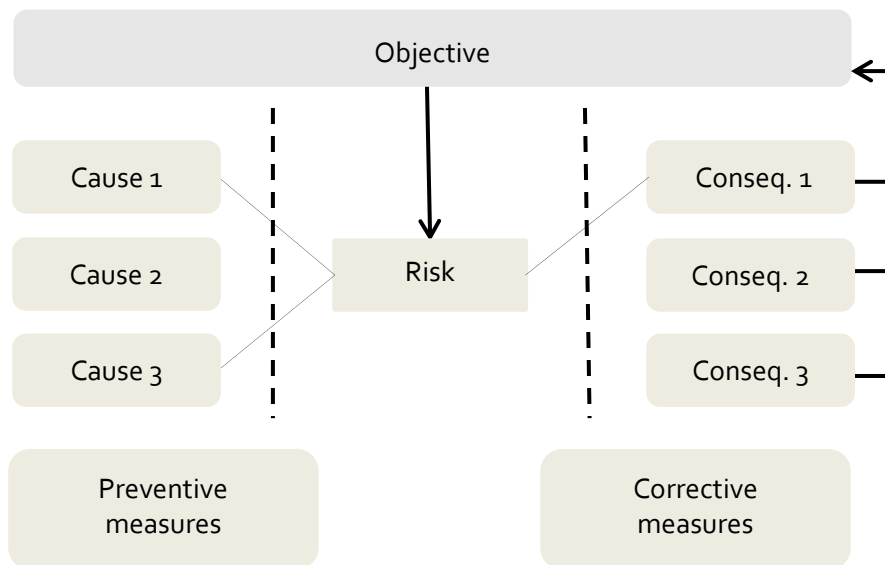 Objective
Cause 1
Conseq. 1
Cause 2
Risk
Conseq. 2
Cause 3
Conseq. 3
Preventive
measures
Corrective
measures